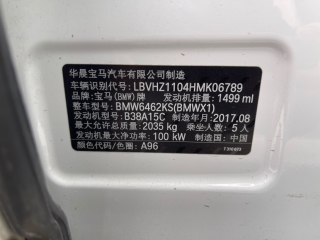 华晨宝马汽车有限公司制造
车辆识别代号: LBVHZ1104HMK06789
宝马(BMW)牌 发动机排量: 1499 ml
整车型号: BMW6462KS(BMWX1)
发动机型号: B38A15C 制造年月: 2017.08
最大允许总质量: 2035 kg 乘坐人数: 5 人
发动机最大净功率: 100 kW 制造国: 中国
颜色代号/色圈: A96